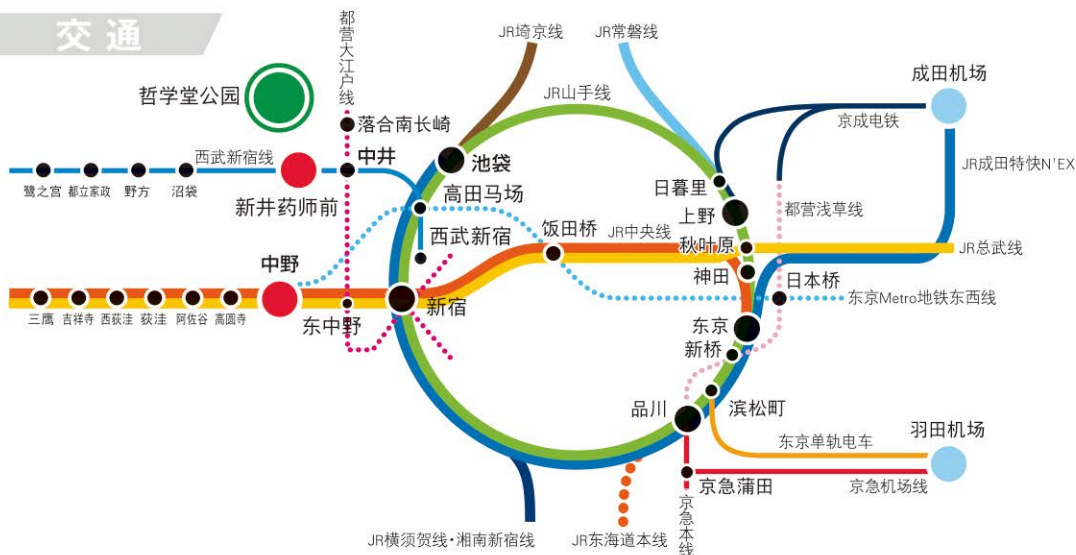 交通
JR埼京线
JR常磐线
都营大江户线
哲学堂公园
落合南长崎
JR山手线
成田机场
京成电铁
西武新宿线
中井
池袋
日暮里
JR成田特快N'EX
鹭之宫
都立家政
野方
沼袋
新井药师前
高田马场
上野
都营浅草线
西武新宿
饭田桥
JR中央线
秋叶原
JR总武线
中野
神田
日本桥
新宿
东京Metro地铁东西线
三鹰
吉祥寺
西荻洼
荻洼
阿佐谷
高圆寺
东中野
东京
新桥
品川
滨松町
东京单轨电车
羽田机场
京急蒲田
京急机场线
京急本线
JR横须贺线·湘南新宿线
JR东海道本线